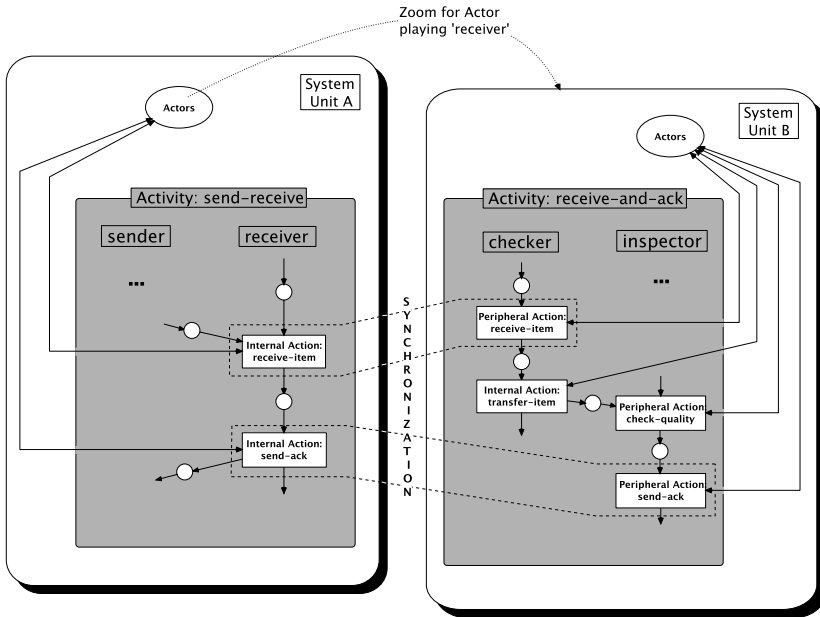 Zoom for Actor
playing 'receiver'
System
Unit A
Actors
Activity: send-receive
sender
receiver
...
Internal Action:
receive-item
Internal Action:
send-ack
SYNCHRONIZATION
System
Unit B
Actors
Activity: receive-and-ack
checker
inspector
...
Peripheral Action:
receive-item
Internal Action:
transfer-item
Peripheral Action:
check-quality
Peripheral Action:
send-ack